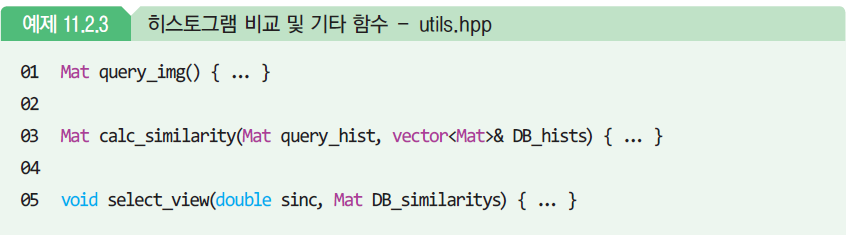 예제 11.2.3 히스토그램 비교 및 기타 함수 - utils.hpp
01 Mat query_img() { … }
02
03 Mat calc_similarity(Mat query_hist, vector<Mat>& DB_hists) { … }
04
05 void select_view(double sinc, Mat DB_similaritys) { … }